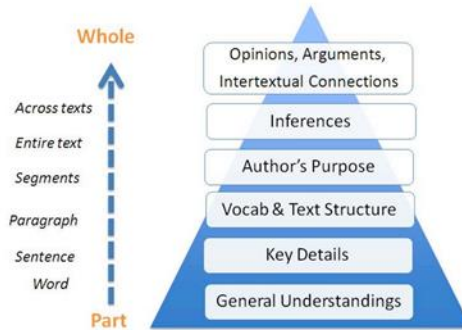 Whole
Across texts
Entire text
Segments
Paragraph
Sentence
Word
Part
Opinions, Arguments,
Intertextual Connections
Inferences
Author's Purpose
Vocab & Text Structure
Key Details
General Understandings